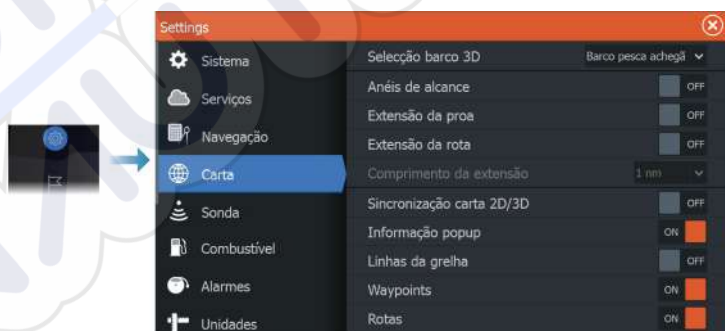 Settings
Sistema
Serviços
Navegação
Carta
Sonda
Combustível
Alarmes
Unidades
Selecção barco 3D Barco pesca achegã
Anéis de alcance OFF
Extensão da proa OFF
Extensão da rota OFF
Comprimento da extensão 1 nm
Sincronização carta 2D/3D OFF
Informação popup ON
Linhas da grelha OFF
Waypoints ON
Rotas ON